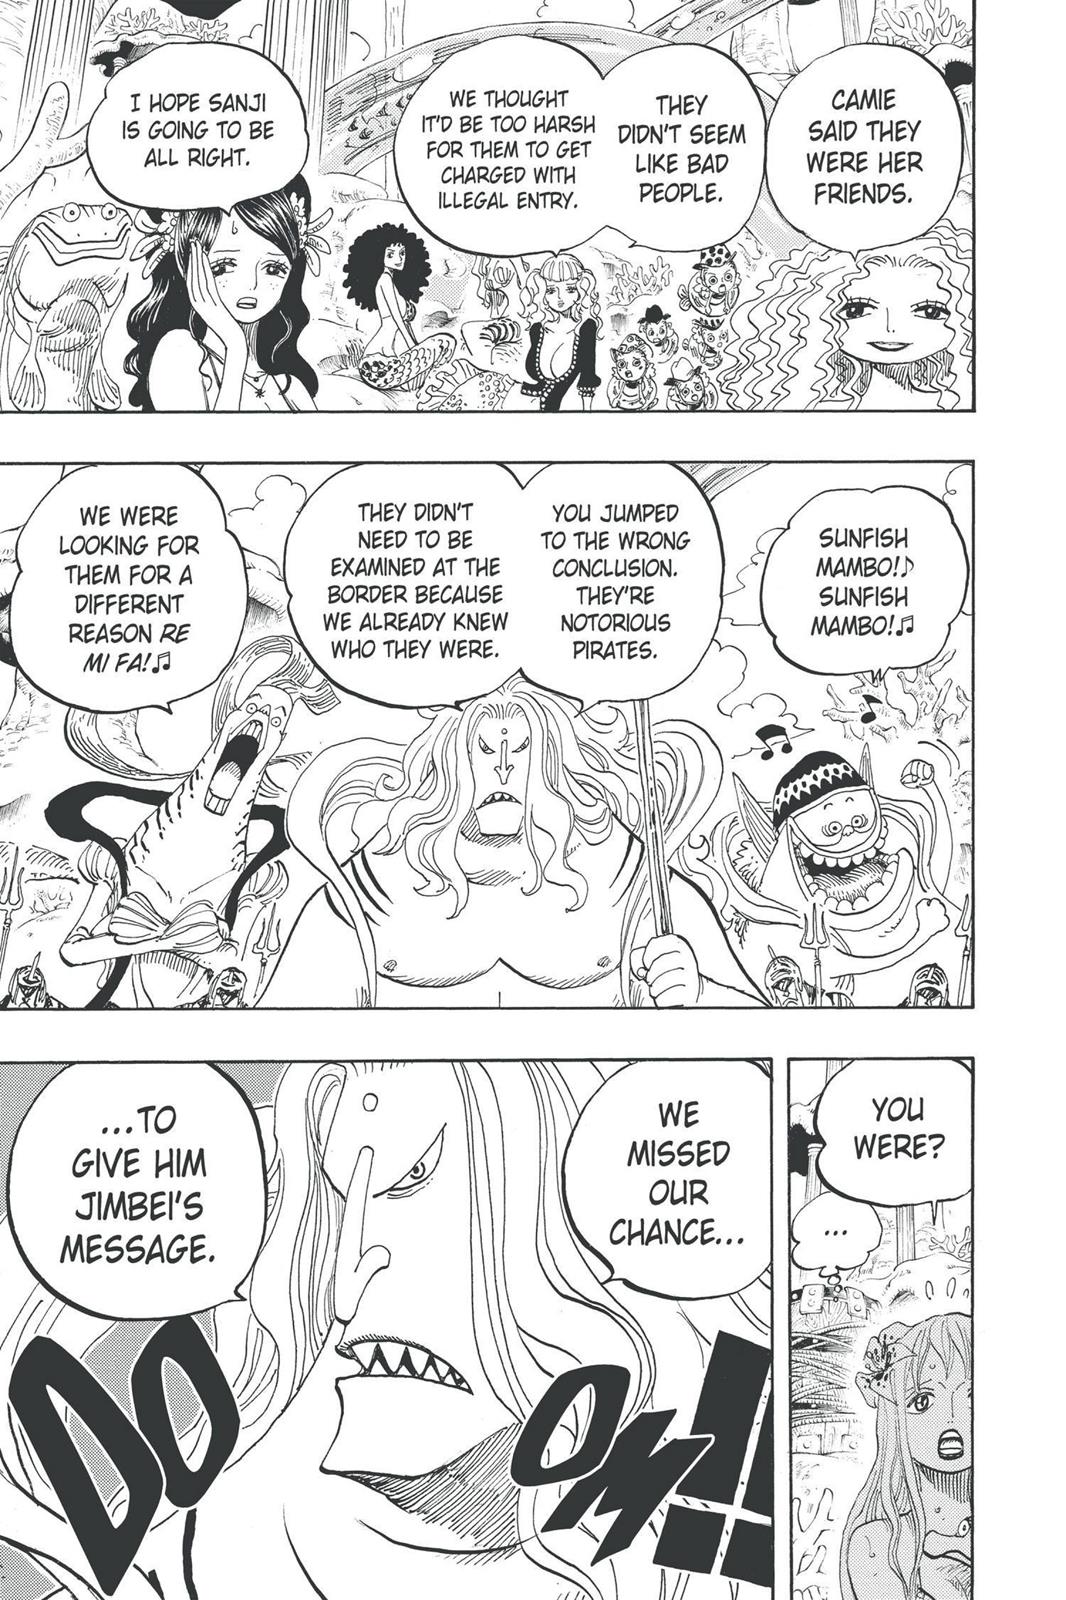 CAMIE
SAID THEY
WERE HER
FRIENDS.
THEY
DIDN'T SEEM
LIKE BAD
PEOPLE.
WE THOUGHT
IT'D BE TOO HARSH
FOR THEM TO GET
CHARGED WITH
ILLEGAL ENTRY.
I HOPE SANJI
IS GOING TO BE
ALL RIGHT.
SUNFISH
MAMBO!♪
SUNFISH
MAMBO!♫
YOU JUMPED
TO THE WRONG
CONCLUSION.
THEY'RE
NOTORIOUS
PIRATES.
THEY DIDN'T
NEED TO BE
EXAMINED AT THE
BORDER BECAUSE
WE ALREADY KNEW
WHO THEY WERE.
WE WERE
LOOKING FOR
THEM FOR A
DIFFERENT
REASON RE
MI FA!♫
YOU
WERE?
...
WE
MISSED
OUR
CHANCE...
...TO
GIVE HIM
JIMBEI'S
MESSAGE.
DOOM!!